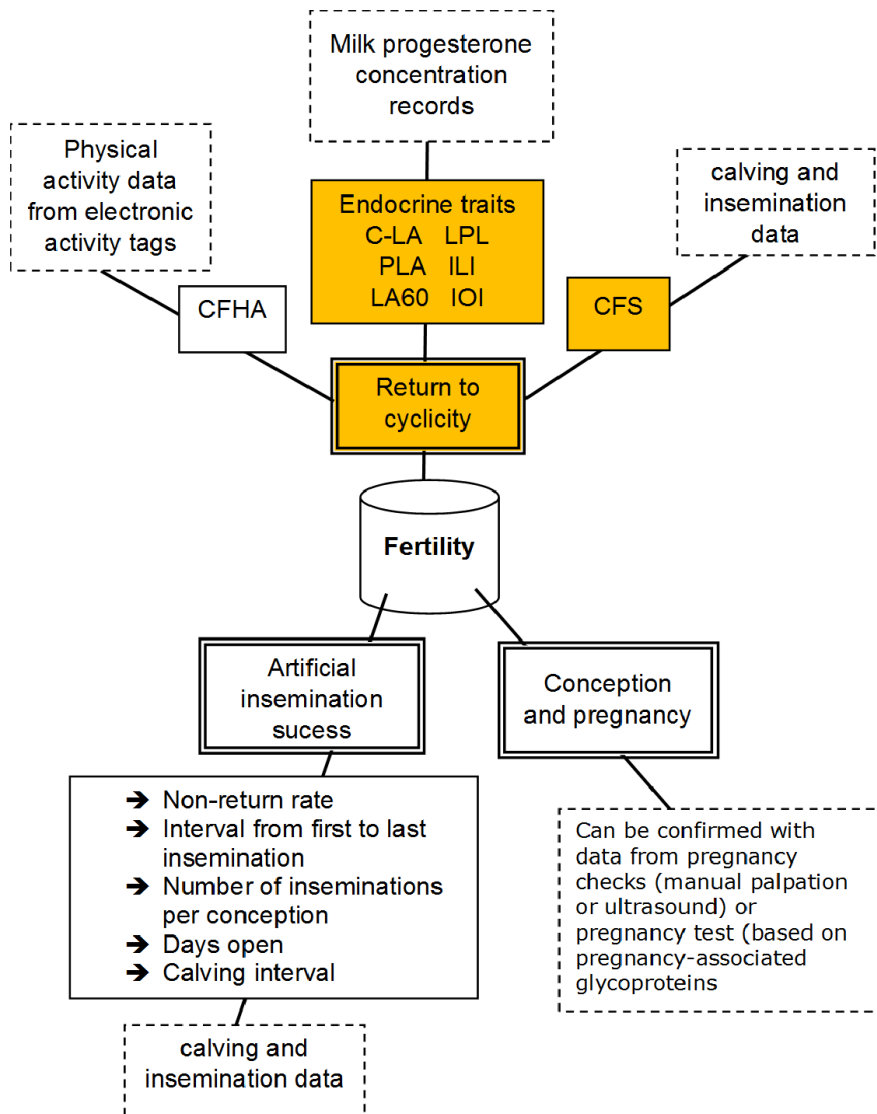 Milk progesterone
concentration
records
Physical
activity data
from electronic
activity tags
calving and
insemination
data
Endocrine traits
C-LA LPL
PLA ILI
LA60 IOI
CFHA
CFS
Return to
cyclicity
Fertility
Artificial
insemination
sucess
Conception
and pregnancy
➔ Non-return rate
➔ Interval from first to last
insemination
➔ Number of inseminations
per conception
➔ Days open
➔ Calving interval
Can be confirmed with
data from pregnancy
checks (manual palpation
or ultrasound) or
pregnancy test (based on
pregnancy-associated
glycoproteins
calving and
insemination data